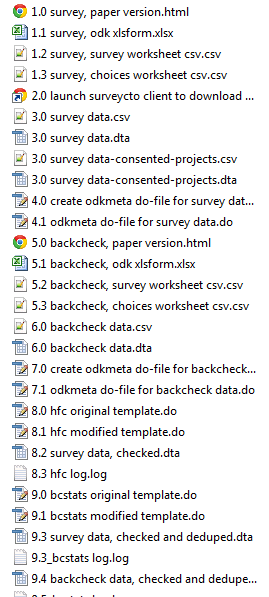 1.0 survey, paper version.html
1.1 survey, odk xlsform.xlsx
1.2 survey, survey worksheet csv.csv
1.3 survey, choices worksheet csv.csv
2.0 launch surveycto client to download ...
3.0 survey data.csv
3.0 survey data.dta
3.0 survey data-consented-projects.csv
3.0 survey data-consented-projects.dta
4.0 create odkmeta do-file for survey dat...
4.1 odkmeta do-file for survey data.do
5.0 backcheck, paper version.html
5.1 backcheck, odk xlsform.xlsx
5.2 backcheck, survey worksheet csv.csv
5.3 backcheck, choices worksheet csv.csv
6.0 backcheck data.csv
6.0 backcheck data.dta
7.0 create odkmeta do-file for backcheck...
7.1 odkmeta do-file for backcheck data.do
8.0 hfc original template.do
8.1 hfc modified template.do
8.2 survey data, checked.dta
8.3 hfc log.log
9.0 bcstats original template.do
9.1 bcstats modified template.do
9.3 survey data, checked and deduped.dta
9.3_bcstats log.log
9.4 backcheck data, checked and dedupe...